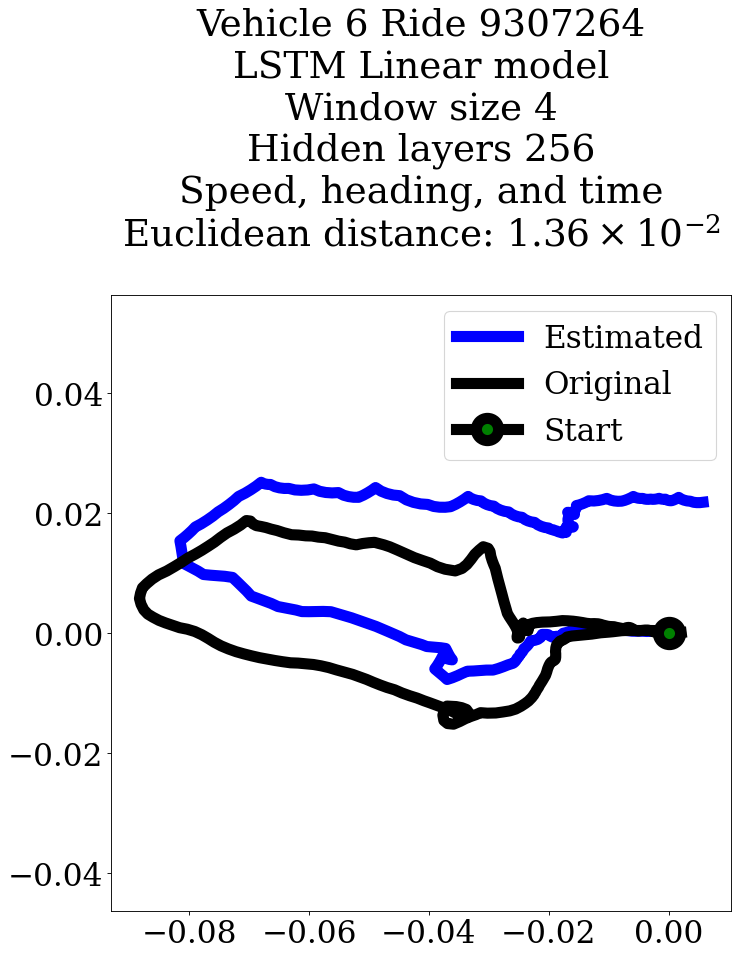 Vehicle 6 Ride 9307264
LSTM Linear model
Window size 4
Hidden layers 256
Speed, heading, and time
Euclidean distance: 1.36 × 10⁻²
Estimated
Original
Start
0.04
0.02
0.00
−0.02
−0.04
−0.08 −0.06 −0.04 −0.02 0.00